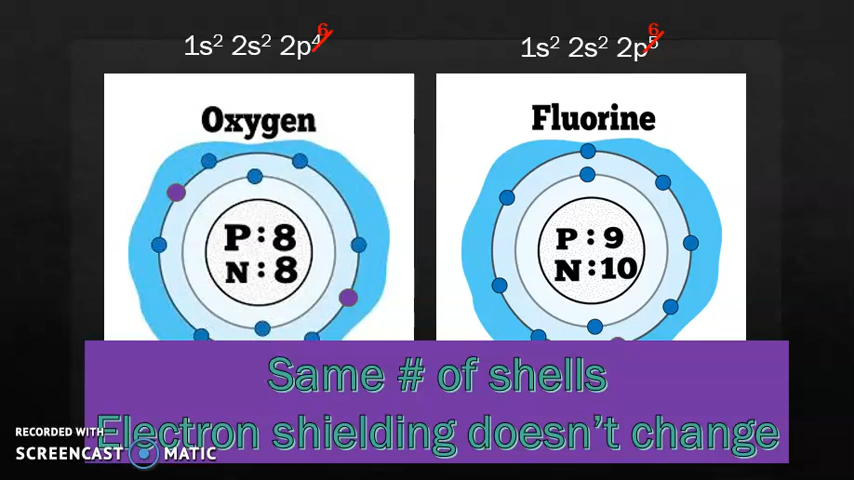 1s² 2s² 2p⁴ 6
1s² 2s² 2p⁵ 6
Oxygen
P:8
N:8
Fluorine
P:9
N:10
Same # of shells
Electron shielding doesn't change
RECORDED WITH
SCREENCAST MATIC